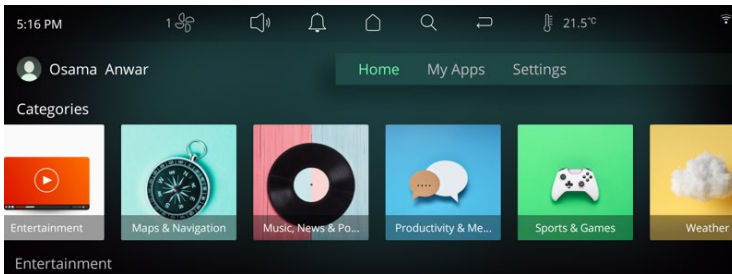 5:16 PM 1 21.5°C
Osama Anwar Home My Apps Settings
Categories
Entertainment Maps & Navigation Music, News & Po... Productivity & Me... Sports & Games Weather
Entertainment